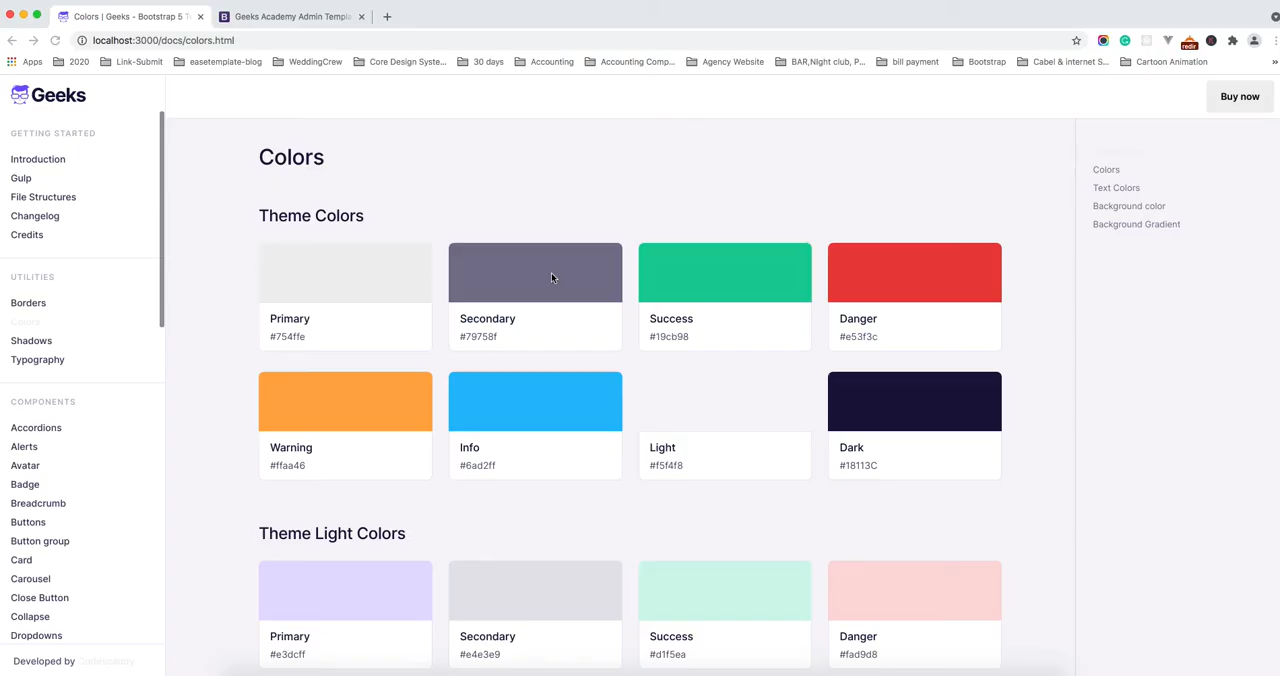 Colors | Geeks - Bootstrap 5 Te
Geeks Academy Admin Templa
localhost:3000/docs/colors.html
Apps
2020
Link-Submit
easetemplate-blog
WeddingCrew
Core Design Syste...
30 days
Accounting
Accounting Comp...
Agency Website
BAR,NIght club, P...
bill payment
Bootstrap
Cabel & internet S...
Cartoon Animation
»
redir
Geeks
Buy now
GETTING STARTED
Introduction
Gulp
File Structures
Changelog
Credits
UTILITIES
Borders
Colors
Shadows
Typography
COMPONENTS
Accordions
Alerts
Avatar
Badge
Breadcrumb
Buttons
Button group
Card
Carousel
Close Button
Collapse
Dropdowns
Developed by Codescandy
Colors
Theme Colors
Primary
#754ffe
Secondary
#79758f
Success
#19cb98
Danger
#e53f3c
Warning
#ffaa46
Info
#6ad2ff
Light
#f5f4f8
Dark
#18113C
Theme Light Colors
Primary
#e3dcff
Secondary
#e4e3e9
Success
#d1f5ea
Danger
#fad9d8
Colors
Text Colors
Background color
Background Gradient